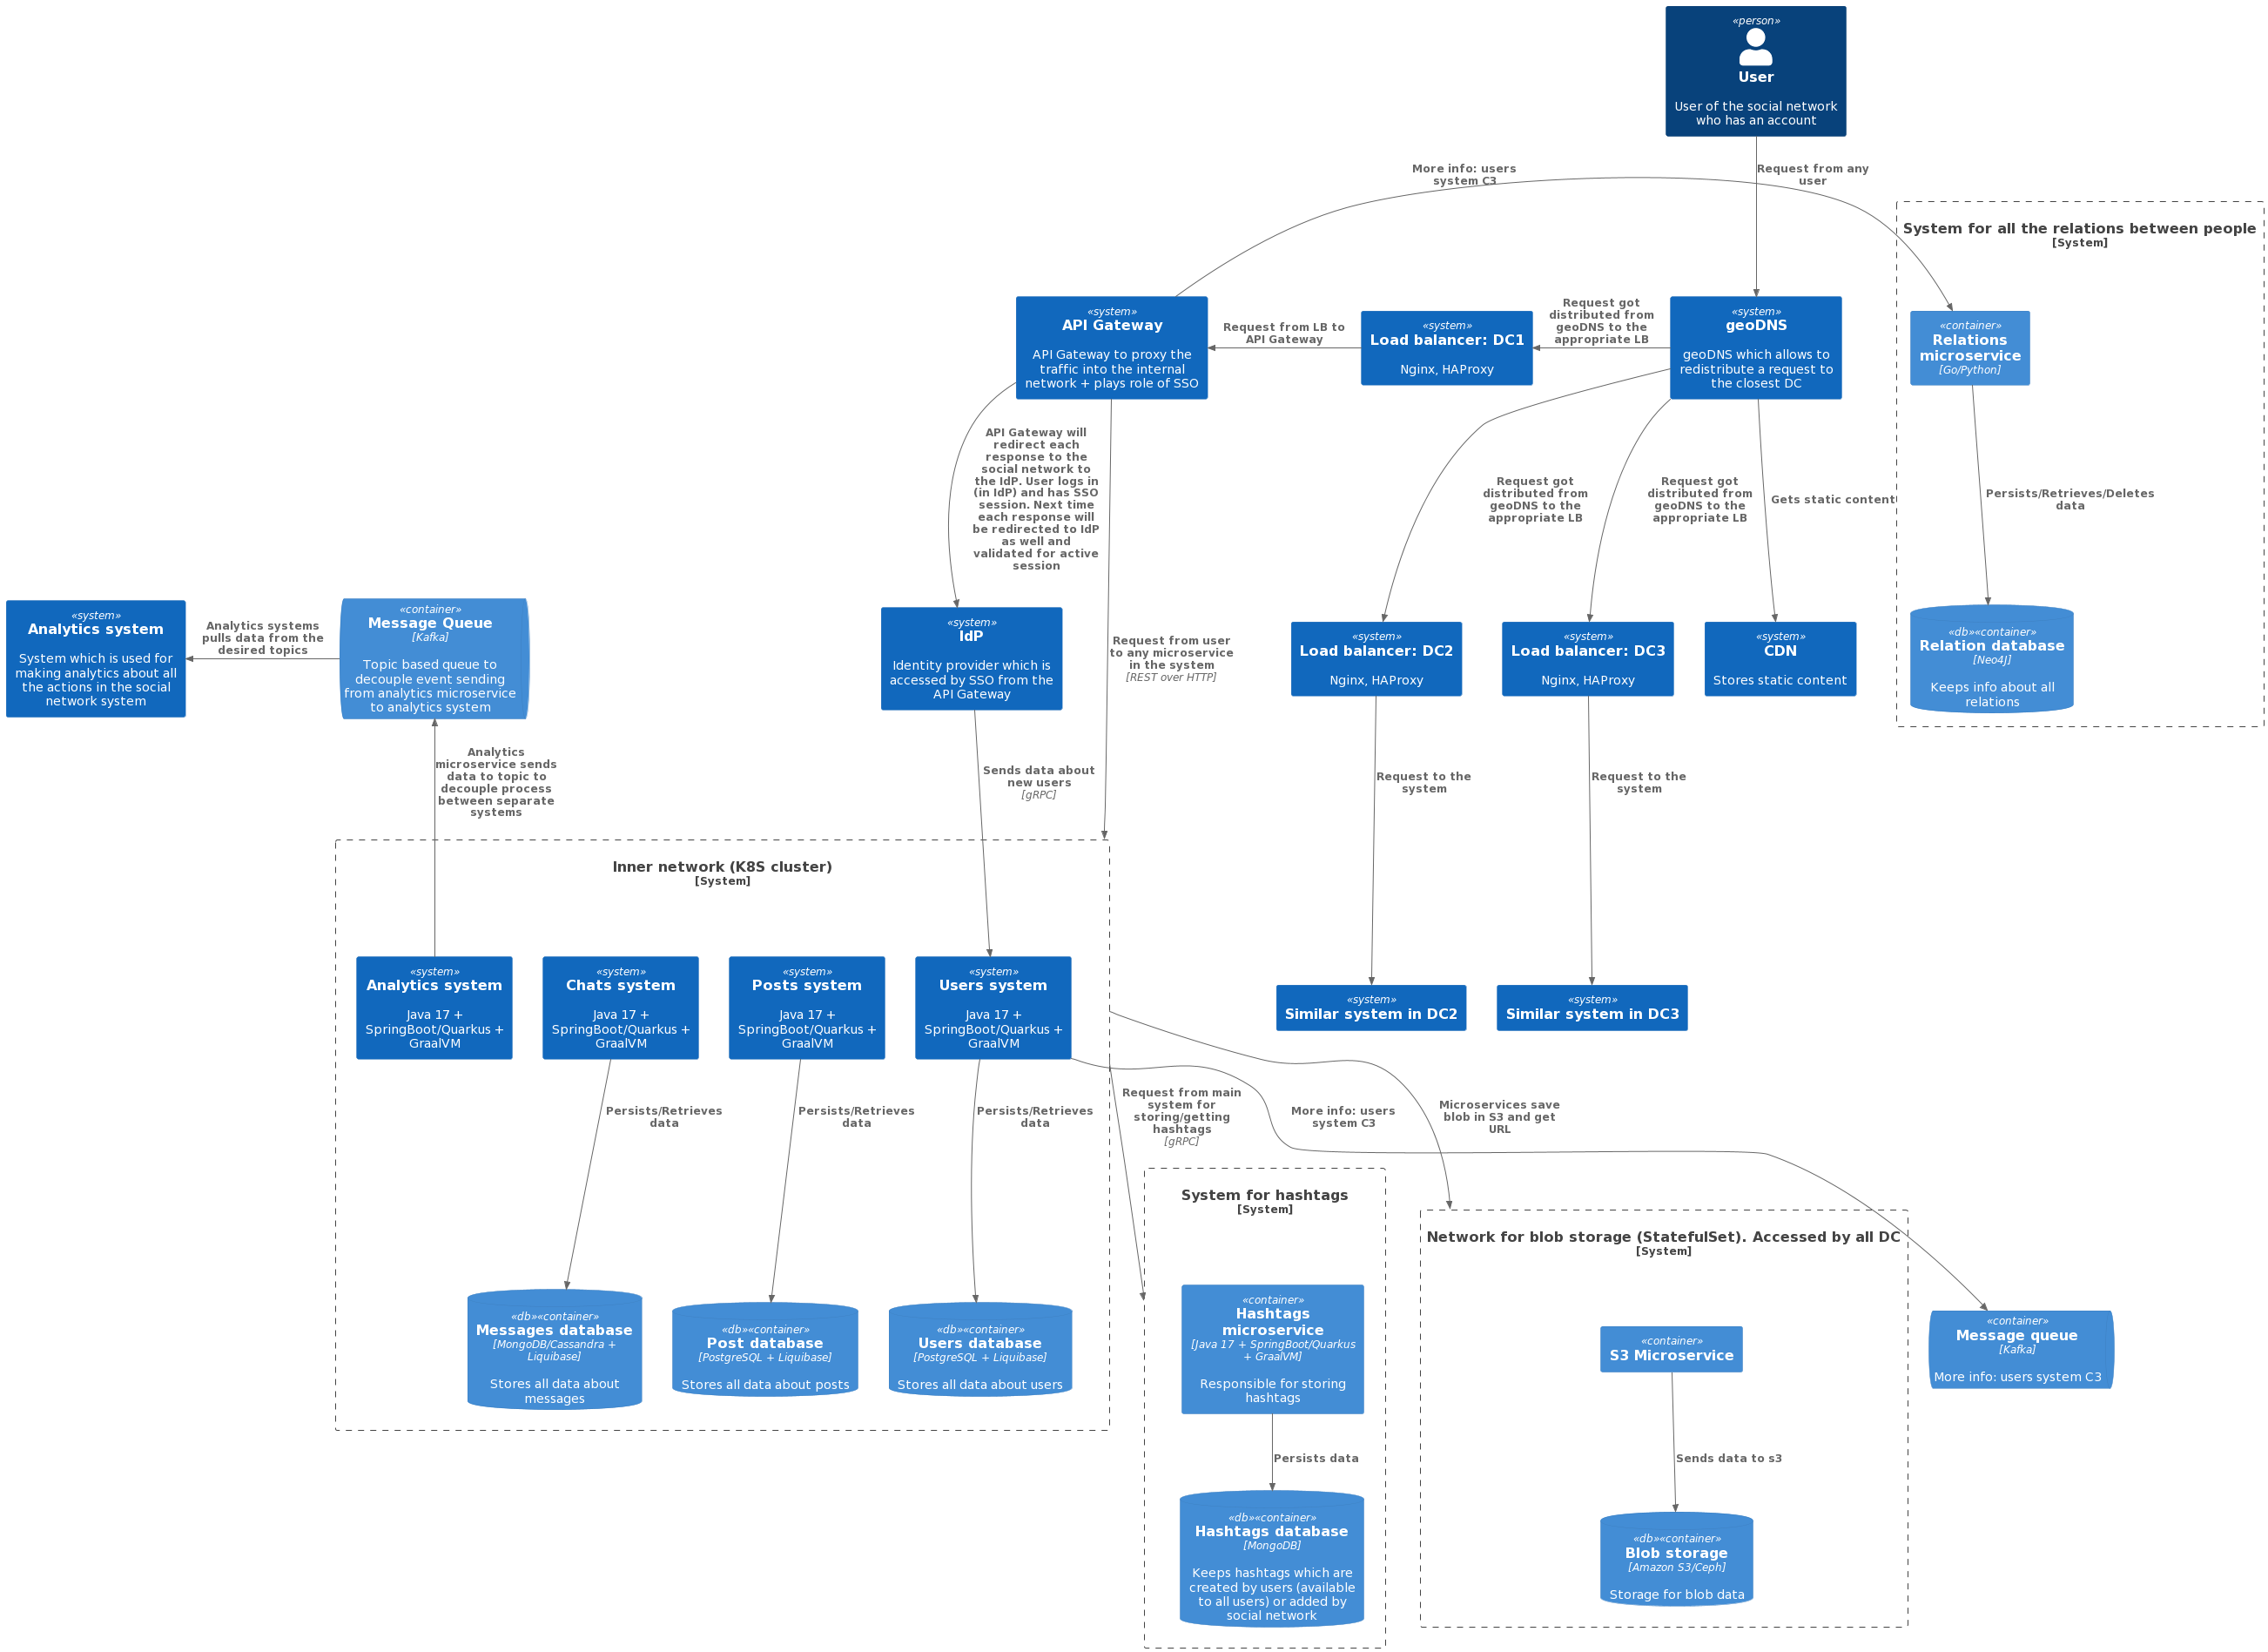 «person»
User
User of the social network
who has an account
More info: users
system C3
Request from any
user
System for all the relations between people
[System]
«system»
API Gateway
API Gateway to proxy the
traffic into the internal
network + plays role of SSO
Request from LB to
API Gateway
«system»
Load balancer: DC1
Nginx, HAProxy
Request got
distributed from
geoDNS to the
appropriate LB
«system»
geoDNS
geoDNS which allows to
redistribute a request to
the closest DC
«container»
Relations
microservice
[Go/Python]
API Gateway will
redirect each
response to the
social network to
the IdP. User logs in
(in IdP) and has SSO
session. Next time
each response will
be redirected to IdP
as well and
validated for active
session
Request got
distributed from
geoDNS to the
appropriate LB
Request got
distributed from
geoDNS to the
appropriate LB
Gets static content
Persists/Retrieves/Deletes
data
«system»
Analytics system
System which is used for
making analytics about all
the actions in the social
network system
Analytics systems
pulls data from the
desired topics
«container»
Message Queue
[Kafka]
Topic based queue to
decouple event sending
from analytics microservice
to analytics system
«system»
IdP
Identity provider which is
accessed by SSO from the
API Gateway
Request from user
to any microservice
in the system
[REST over HTTP]
«system»
Load balancer: DC2
Nginx, HAProxy
«system»
Load balancer: DC3
Nginx, HAProxy
«system»
CDN
Stores static content
«db»«container»
Relation database
[Neo4J]
Keeps info about all
relations
Analytics
microservice sends
data to topic to
decouple process
between separate
systems
Sends data about
new users
[gRPC]
Request to the
system
Request to the
system
Inner network (K8S cluster)
[System]
«system»
Analytics system
Java 17 +
SpringBoot/Quarkus +
GraalVM
«system»
Chats system
Java 17 +
SpringBoot/Quarkus +
GraalVM
«system»
Posts system
Java 17 +
SpringBoot/Quarkus +
GraalVM
«system»
Users system
Java 17 +
SpringBoot/Quarkus +
GraalVM
«system»
Similar system in DC2
«system»
Similar system in DC3
Persists/Retrieves
data
Persists/Retrieves
data
Persists/Retrieves
data
Request from main
system for
storing/getting
hashtags
[gRPC]
More info: users
system C3
Microservices save
blob in S3 and get
URL
System for hashtags
[System]
Network for blob storage (StatefulSet). Accessed by all DC
[System]
«db»«container»
Messages database
[MongoDB/Cassandra +
Liquibase]
Stores all data about
messages
«db»«container»
Post database
[PostgreSQL + Liquibase]
Stores all data about posts
«db»«container»
Users database
[PostgreSQL + Liquibase]
Stores all data about users
«container»
Hashtags
microservice
[Java 17 + SpringBoot/Quarkus
+ GraalVM]
Responsible for storing
hashtags
«container»
S3 Microservice
«container»
Message queue
[Kafka]
More info: users system C3
Persists data
Sends data to s3
«db»«container»
Hashtags database
[MongoDB]
Keeps hashtags which are
created by users (available
to all users) or added by
social network
«db»«container»
Blob storage
[Amazon S3/Ceph]
Storage for blob data